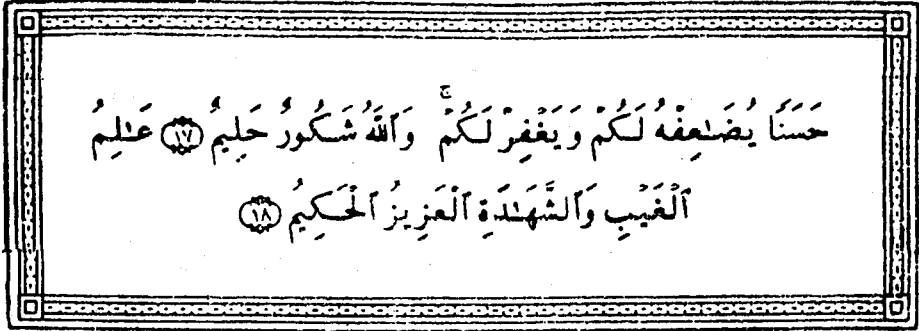 حَسَنًا يُضَٰعِفْهُ لَكُمْ وَيَغْفِرْ لَكُمْ ۚ وَٱللَّهُ شَكُورٌ حَلِيمٌ ١٧ عَٰلِمُ
ٱلْغَيْبِ وَٱلشَّهَٰدَةِ ٱلْعَزِيزُ ٱلْحَكِيمُ ١٨